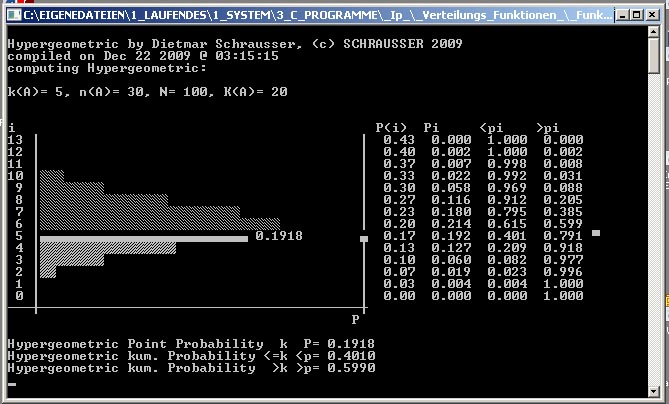 C:\EIGENEDATEIEN\1_LAUFENDES\1_SYSTEM\3_C_PROGRAMME\_Ip_\_Verteilungs_Funktionen_\_Funk...
Hypergeometric by Dietmar Schrausser, (c) SCHRAUSSER 2009
compiled on Dec 22 2009 @ 03:15:15
computing Hypergeometric:
k(A)= 5, n(A)= 30, N= 100, K(A)= 20
i P(i) Pi <pi >pi
13 0.43 0.000 1.000 0.000
12 0.40 0.002 1.000 0.002
11 0.37 0.007 0.998 0.008
10 0.33 0.022 0.992 0.031
9 0.30 0.058 0.969 0.088
8 0.27 0.116 0.912 0.205
7 0.23 0.180 0.795 0.385
6 0.20 0.214 0.615 0.599
5 0.1918 0.17 0.192 0.401 0.791
4 0.13 0.127 0.209 0.918
3 0.10 0.060 0.082 0.977
2 0.07 0.019 0.023 0.996
1 0.03 0.004 0.004 1.000
0 0.00 0.000 0.000 1.000
P
Hypergeometric Point Probability k P= 0.1918
Hypergeometric kum. Probability <=k <p= 0.4010
Hypergeometric kum. Probability >k >p= 0.5990